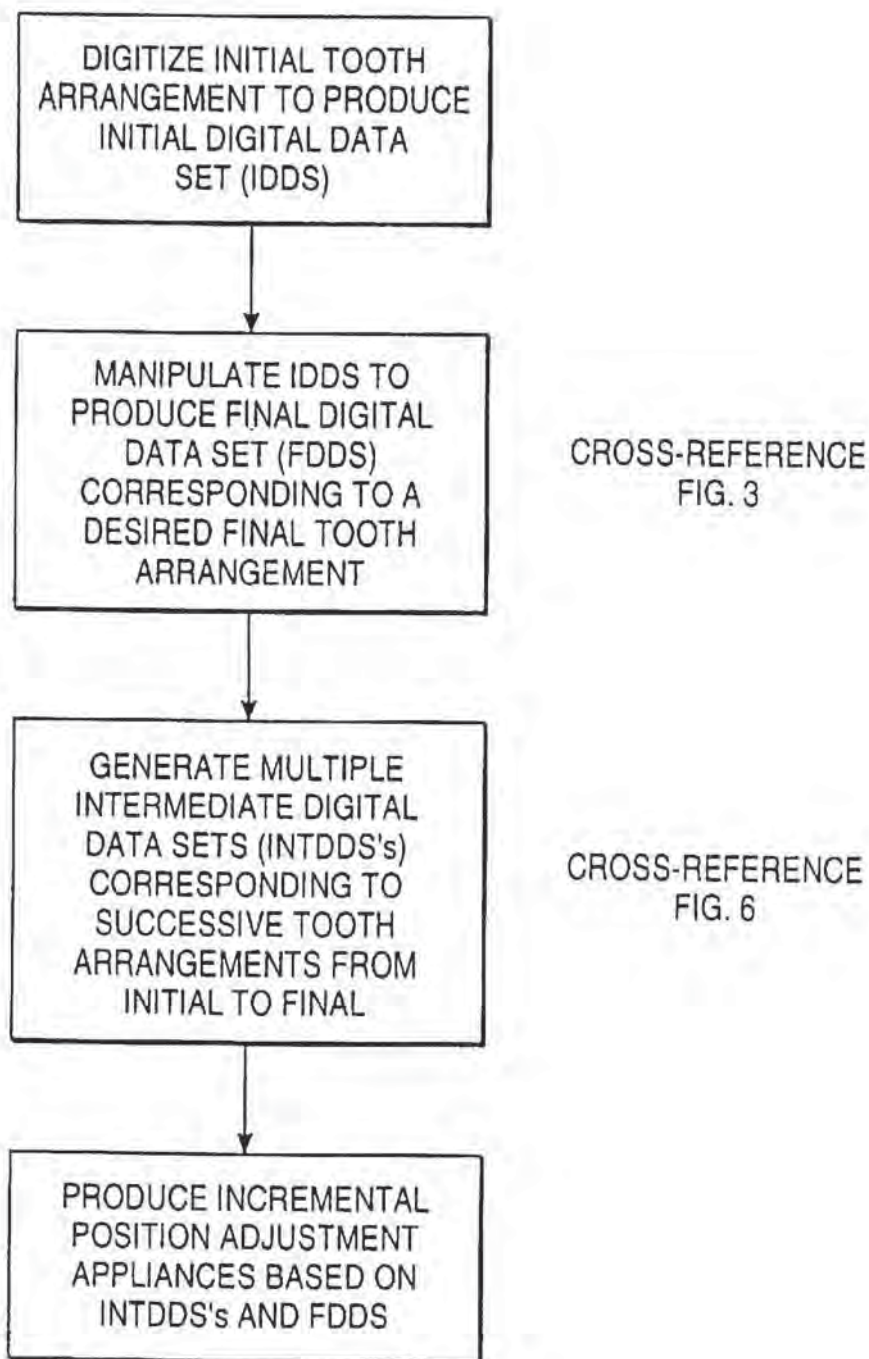 DIGITIZE INITIAL TOOTH
ARRANGEMENT TO PRODUCE
INITIAL DIGITAL DATA
SET (IDDS)
MANIPULATE IDDS TO
PRODUCE FINAL DIGITAL
DATA SET (FDDS)
CORRESPONDING TO A
DESIRED FINAL TOOTH
ARRANGEMENT
CROSS-REFERENCE
FIG. 3
GENERATE MULTIPLE
INTERMEDIATE DIGITAL
DATA SETS (INTDDS's)
CORRESPONDING TO
SUCCESSIVE TOOTH
ARRANGEMENTS FROM
INITIAL TO FINAL
CROSS-REFERENCE
FIG. 6
PRODUCE INCREMENTAL
POSITION ADJUSTMENT
APPLIANCES BASED ON
INTDDS's AND FDDS